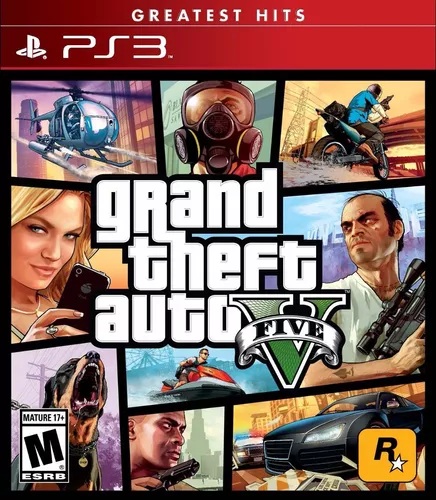 GREATEST HITS
PS3
grand
theft
auto
V
FIVE
MATURE 17+
M
ESRB
R